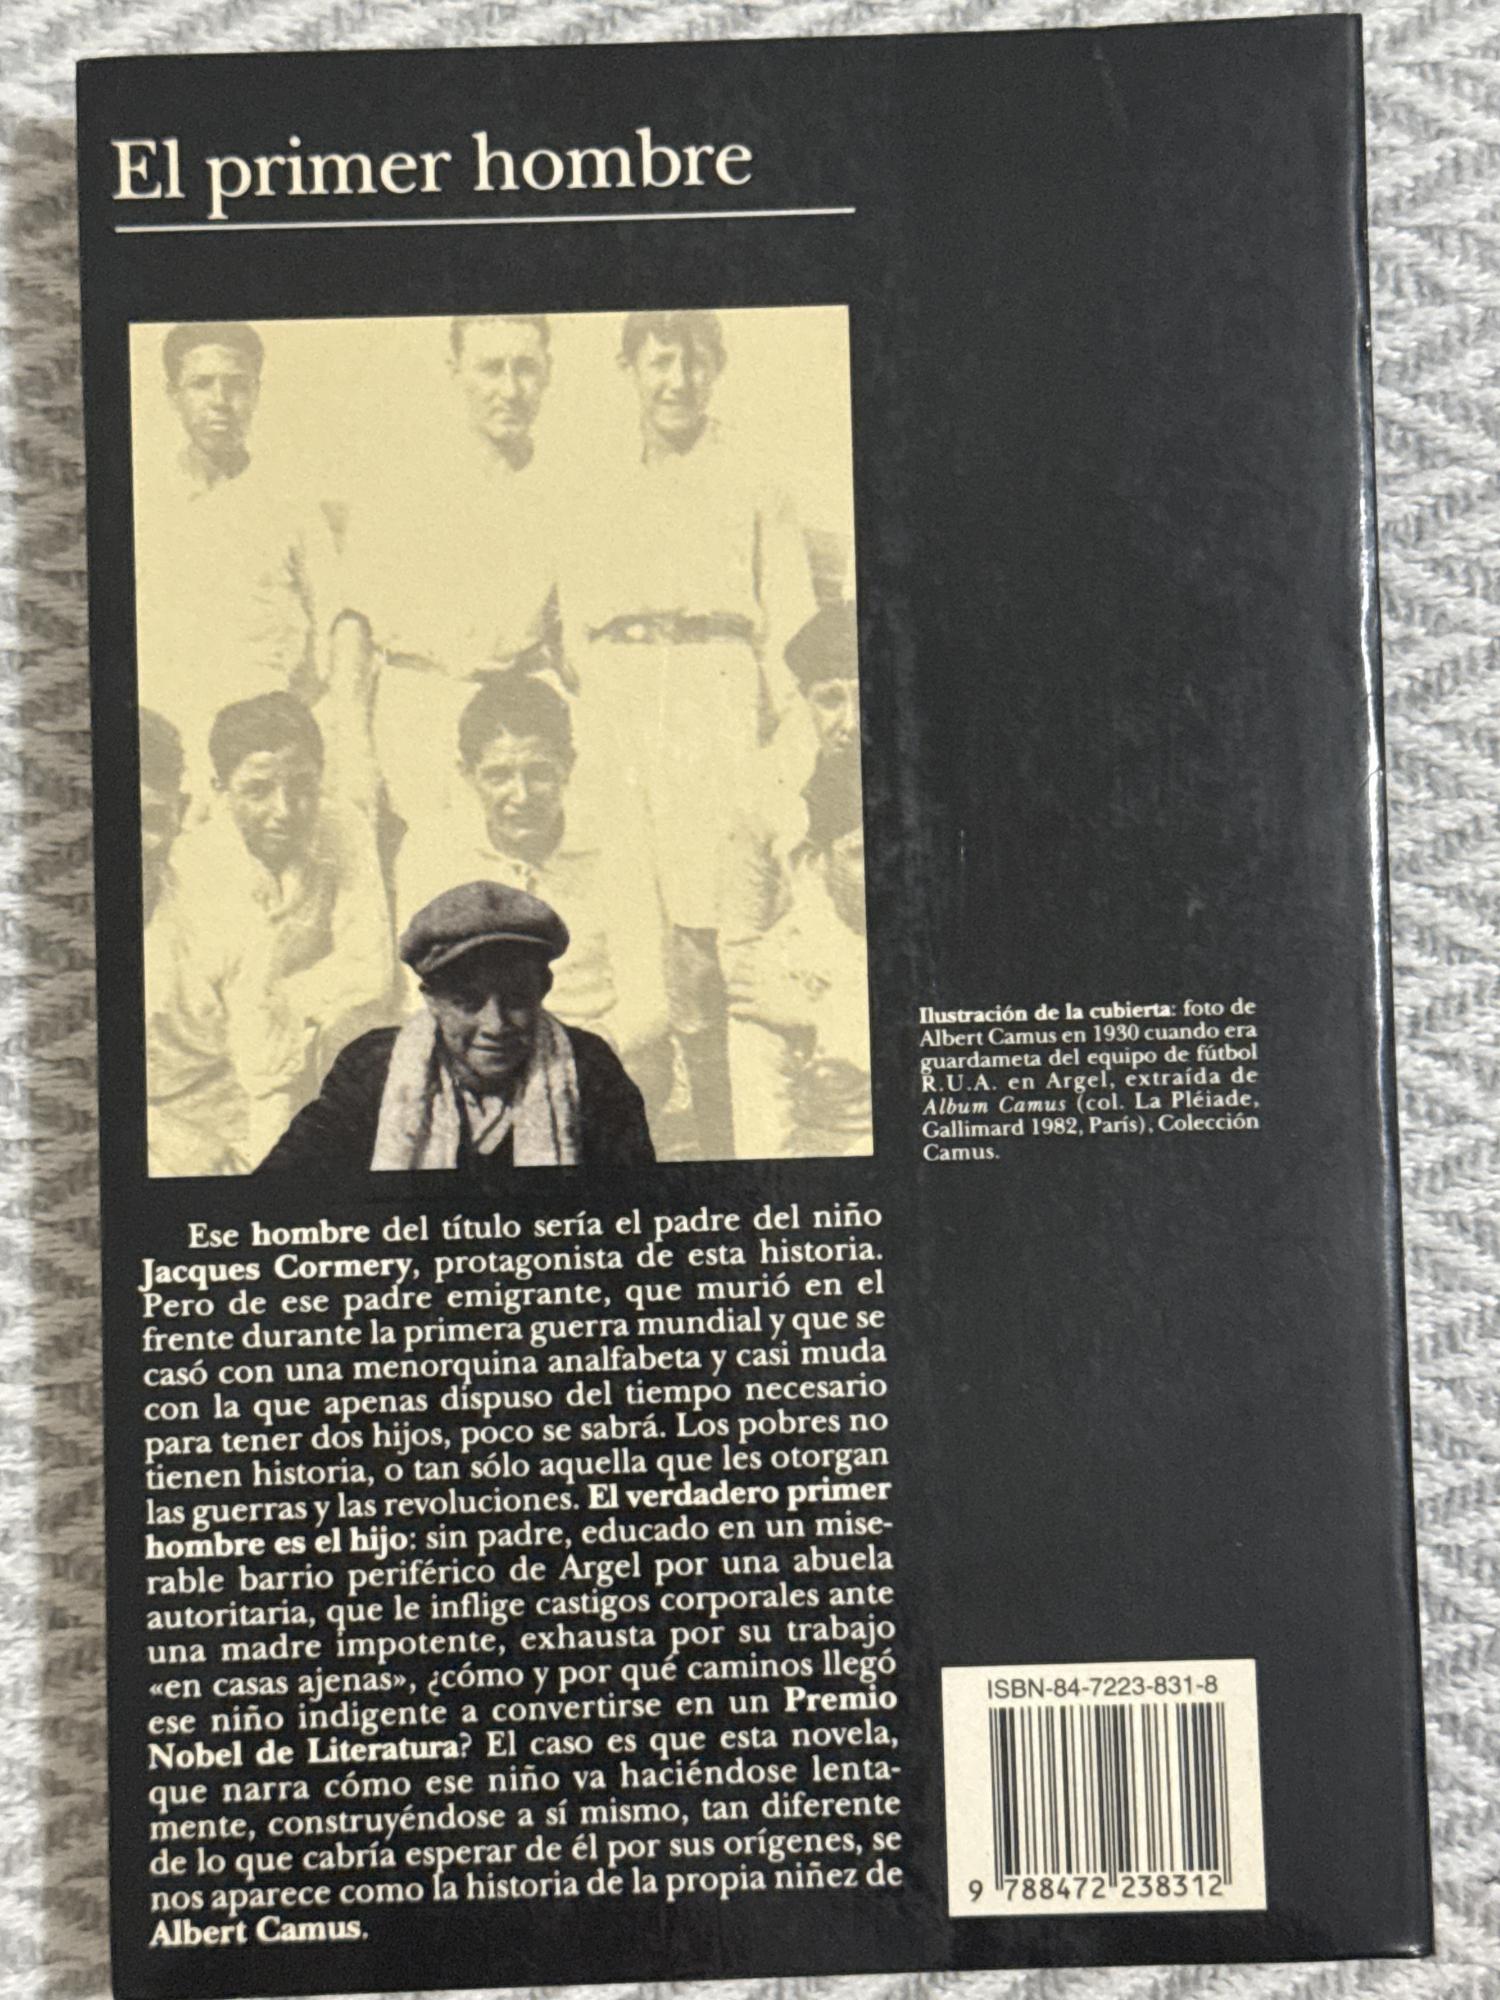 El primer hombre
Ilustración de la cubierta: foto de
Albert Camus en 1930 cuando era
guardameta del equipo de fútbol
R.U.A. en Argel, extraída de
Album Camus (col. La Pléiade,
Gallimard 1982, París), Colección
Camus.
Ese hombre del título sería el padre del niño
Jacques Cormery, protagonista de esta historia.
Pero de ese padre emigrante, que murió en el
frente durante la primera guerra mundial y que se
casó con una menorquina analfabeta y casi muda
con la que apenas dispuso del tiempo necesario
para tener dos hijos, poco se sabrá. Los pobres no
tienen historia, o tan sólo aquella que les otorgan
las guerras y las revoluciones. El verdadero primer
hombre es el hijo: sin padre, educado en un mise-
rable barrio periférico de Argel por una abuela
autoritaria, que le inflige castigos corporales ante
una madre impotente, exhausta por su trabajo
«en casas ajenas», ¿cómo y por qué caminos llegó
ese niño indigente a convertirse en un Premio
Nobel de Literatura? El caso es que esta novela,
que narra cómo ese niño va haciéndose lenta-
mente, construyéndose a sí mismo, tan diferente
de lo que cabría esperar de él por sus orígenes, se
nos aparece como la historia de la propia niñez de
Albert Camus.
ISBN-84-7223-831-8
9 788472 238312